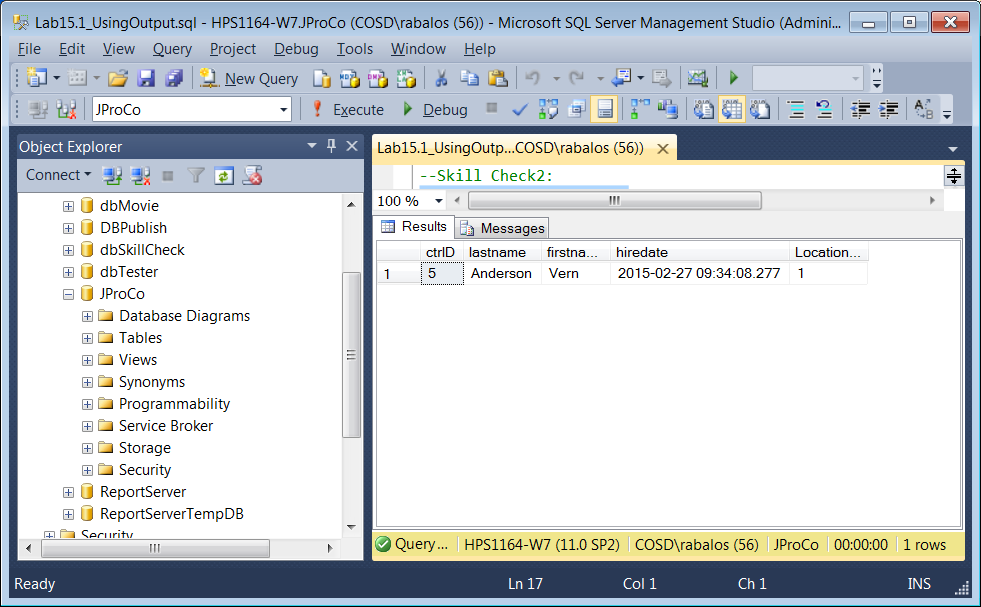 Lab15.1_UsingOutput.sql - HPS1164-W7.JProCo (COSD\rabalos (56)) - Microsoft SQL Server Management Studio (Admini...
File Edit View Query Project Debug Tools Window Help
New Query
JProCo Execute Debug
Object Explorer
Connect
dbMovie
DBPublish
dbSkillCheck
dbTester
JProCo
Database Diagrams
Tables
Views
Synonyms
Programmability
Service Broker
Storage
Security
ReportServer
ReportServerTempDB
Security
Lab15.1_UsingOutp...COSD\rabalos (56))
--Skill Check2:
100 %
Results Messages
ctrID lastname firstna... hiredate Location...
1 5 Anderson Vern 2015-02-27 09:34:08.277 1
Query... HPS1164-W7 (11.0 SP2) COSD\rabalos (56) JProCo 00:00:00 1 rows
Ready Ln 17 Col 1 Ch 1 INS